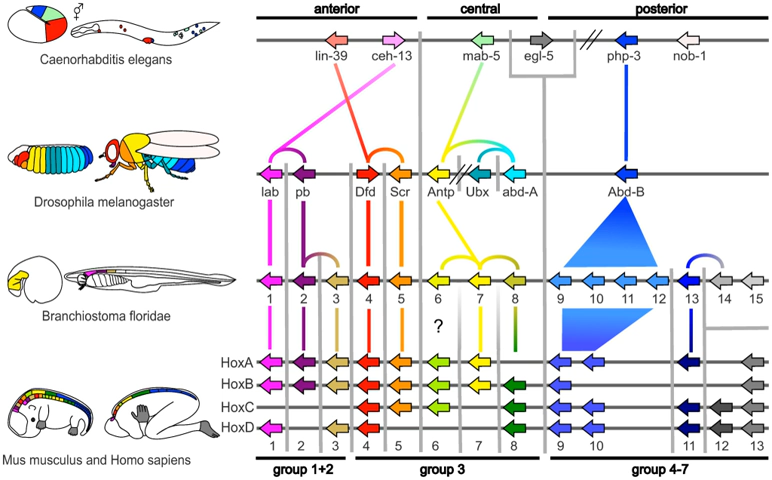 anterior central posterior
lin-39 ceh-13 mab-5 egl-5 php-3 nob-1
Caenorhabditis elegans
lab pb Dfd Scr Antp Ubx abd-A Abd-B
Drosophila melanogaster
1 2 3 4 5 6 7 8 9 10 11 12 13 14 15
Branchiostoma floridae
?
HoxA
HoxB
HoxC
HoxD
1 2 3 4 5 6 7 8 9 10 11 12 13
Mus musculus and Homo sapiens
group 1+2 group 3 group 4-7